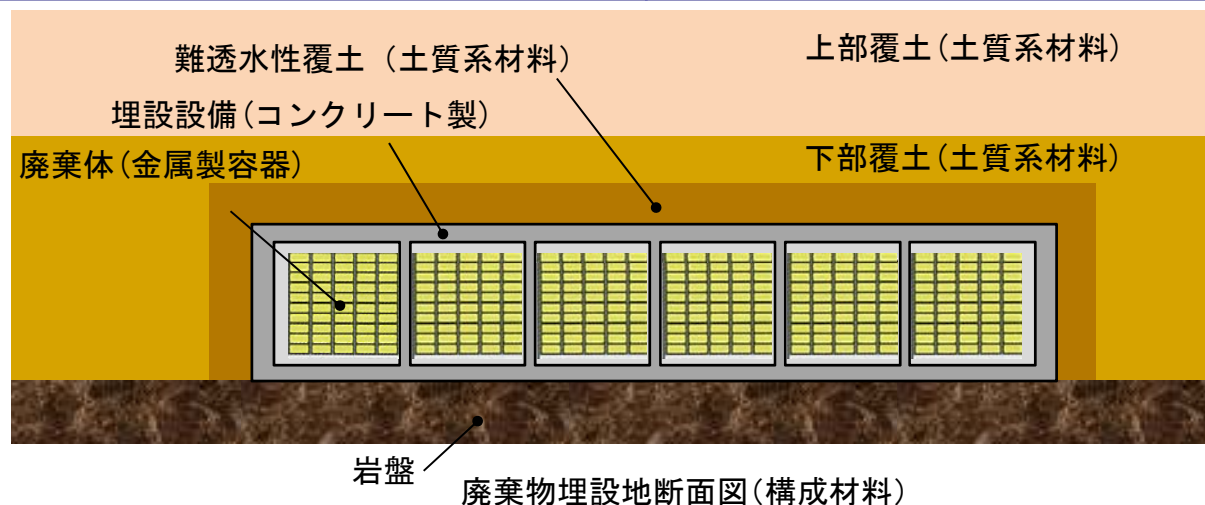 難透水性覆土（土質系材料）
上部覆土（土質系材料）
埋設設備（コンクリート製）
廃棄体（金属製容器）
下部覆土（土質系材料）
岩盤
廃棄物埋設地断面図（構成材料）